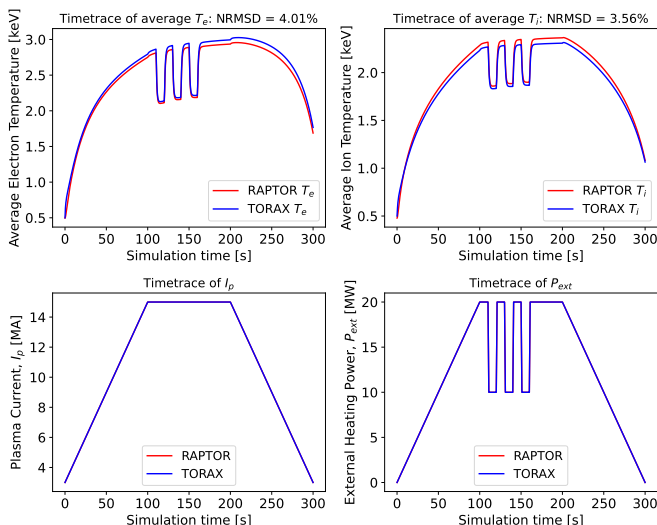 Timetrace of average Te: NRMSD = 4.01%
Average Electron Temperature [keV]
3.0
2.5
2.0
1.5
1.0
0.5
RAPTOR Te
TORAX Te
0 50 100 150 200 250 300
Simulation time [s]
Timetrace of average Ti: NRMSD = 3.56%
Average Ion Temperature [keV]
2.0
1.5
1.0
0.5
RAPTOR Ti
TORAX Ti
0 50 100 150 200 250 300
Simulation time [s]
Timetrace of Ip
Plasma Current, Ip [MA]
14
12
10
8
6
4
RAPTOR
TORAX
0 50 100 150 200 250 300
Simulation time [s]
Timetrace of Pext
External Heating Power, Pext [MW]
20
15
10
5
0
RAPTOR
TORAX
0 50 100 150 200 250 300
Simulation time [s]